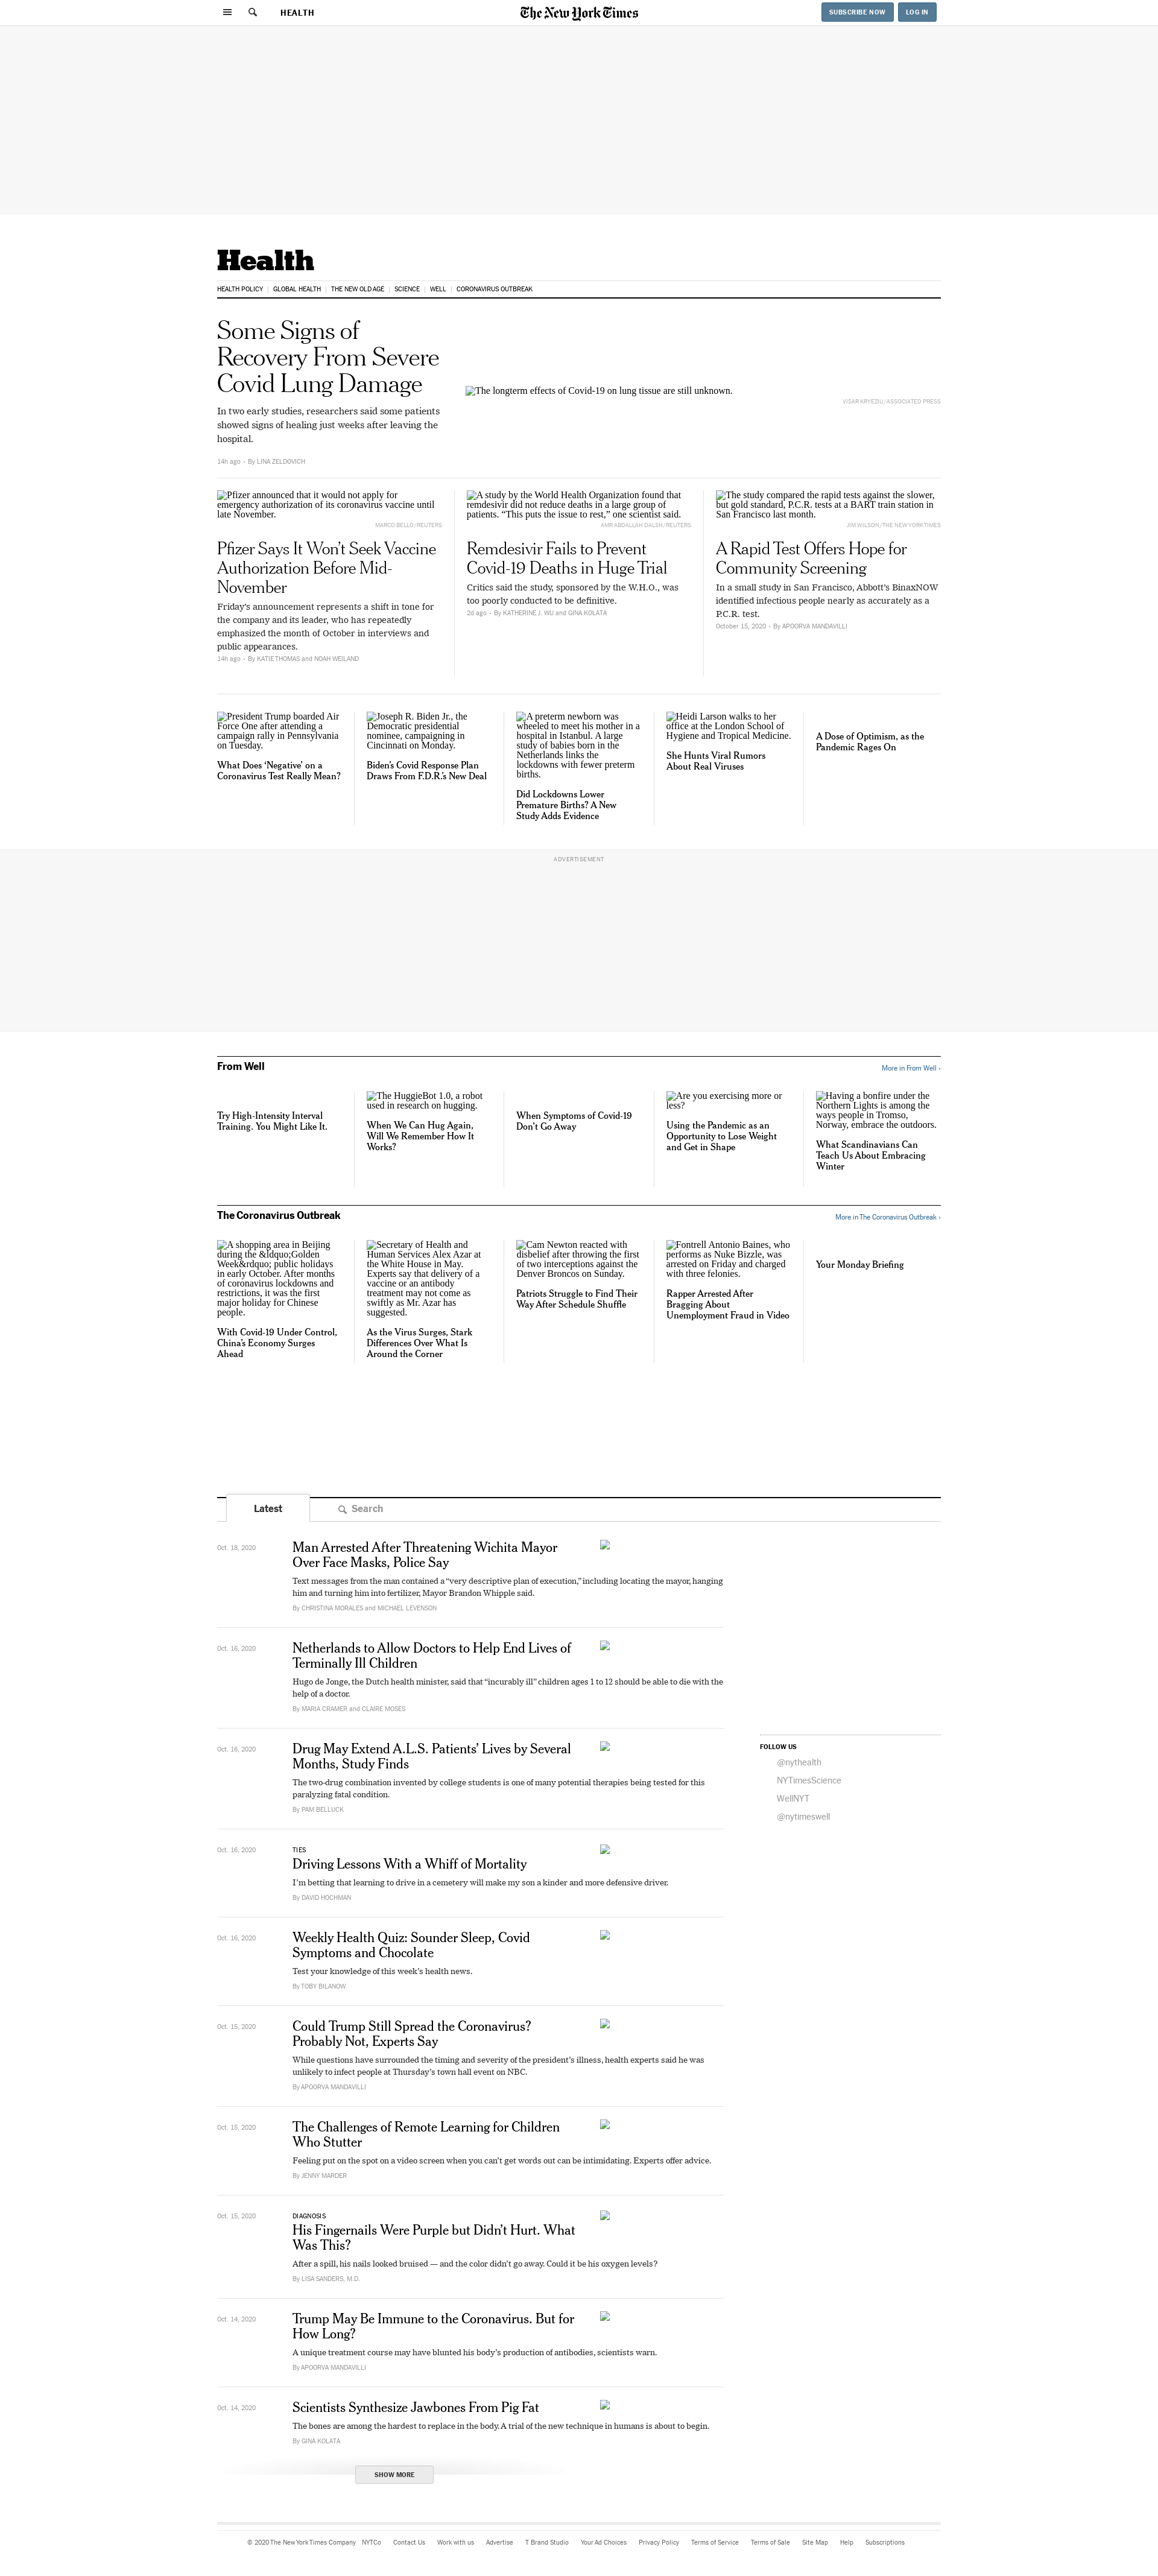 HEALTH
The New York Times
SUBSCRIBE NOW
LOG IN
Health
HEALTH POLICY | GLOBAL HEALTH | THE NEW OLD AGE | SCIENCE | WELL | CORONAVIRUS OUTBREAK
Some Signs of
Recovery From Severe
Covid Lung Damage
In two early studies, researchers said some patients
showed signs of healing just weeks after leaving the
hospital.
14h ago • By LINA ZELDOVICH
The longterm effects of Covid-19 on lung tissue are still unknown.
VISAR KRYEZIU/ASSOCIATED PRESS
Pfizer announced that it would not apply for
emergency authorization of its coronavirus vaccine until
late November.
MARCO BELLO/REUTERS
Pfizer Says It Won’t Seek Vaccine
Authorization Before Mid-
November
Friday’s announcement represents a shift in tone for
the company and its leader, who has repeatedly
emphasized the month of October in interviews and
public appearances.
14h ago • By KATIE THOMAS and NOAH WEILAND
A study by the World Health Organization found that
remdesivir did not reduce deaths in a large group of
patients. “This puts the issue to rest,” one scientist said.
AMR ABDALLAH DALSH/REUTERS
Remdesivir Fails to Prevent
Covid-19 Deaths in Huge Trial
Critics said the study, sponsored by the W.H.O., was
too poorly conducted to be definitive.
2d ago • By KATHERINE J. WU and GINA KOLATA
The study compared the rapid tests against the slower,
but gold standard, P.C.R. tests at a BART train station in
San Francisco last month.
JIM WILSON/THE NEW YORK TIMES
A Rapid Test Offers Hope for
Community Screening
In a small study in San Francisco, Abbott’s BinaxNOW
identified infectious people nearly as accurately as a
P.C.R. test.
October 15, 2020 • By APOORVA MANDAVILLI
President Trump boarded Air
Force One after attending a
campaign rally in Pennsylvania
on Tuesday.
What Does ‘Negative’ on a
Coronavirus Test Really Mean?
Joseph R. Biden Jr., the
Democratic presidential
nominee, campaigning in
Cincinnati on Monday.
Biden’s Covid Response Plan
Draws From F.D.R.’s New Deal
A preterm newborn was
wheeled to meet his mother in a
hospital in Istanbul. A large
study of babies born in the
Netherlands links the
lockdowns with fewer preterm
births.
Did Lockdowns Lower
Premature Births? A New
Study Adds Evidence
Heidi Larson walks to her
office at the London School of
Hygiene and Tropical Medicine.
She Hunts Viral Rumors
About Real Viruses
A Dose of Optimism, as the
Pandemic Rages On
ADVERTISEMENT
From Well
More in From Well ›
Try High-Intensity Interval
Training. You Might Like It.
The HuggieBot 1.0, a robot
used in research on hugging.
When We Can Hug Again,
Will We Remember How It
Works?
When Symptoms of Covid-19
Don’t Go Away
Are you exercising more or
less?
Using the Pandemic as an
Opportunity to Lose Weight
and Get in Shape
Having a bonfire under the
Northern Lights is among the
ways people in Tromso,
Norway, embrace the outdoors.
What Scandinavians Can
Teach Us About Embracing
Winter
The Coronavirus Outbreak
More in The Coronavirus Outbreak ›
A shopping area in Beijing
during the &ldquo;Golden
Week&rdquo; public holidays
in early October. After months
of coronavirus lockdowns and
restrictions, it was the first
major holiday for Chinese
people.
With Covid-19 Under Control,
China’s Economy Surges
Ahead
Secretary of Health and
Human Services Alex Azar at
the White House in May.
Experts say that delivery of a
vaccine or an antibody
treatment may not come as
swiftly as Mr. Azar has
suggested.
As the Virus Surges, Stark
Differences Over What Is
Around the Corner
Cam Newton reacted with
disbelief after throwing the first
of two interceptions against the
Denver Broncos on Sunday.
Patriots Struggle to Find Their
Way After Schedule Shuffle
Fontrell Antonio Baines, who
performs as Nuke Bizzle, was
arrested on Friday and charged
with three felonies.
Rapper Arrested After
Bragging About
Unemployment Fraud in Video
Your Monday Briefing
Latest
Search
Oct. 18, 2020
Man Arrested After Threatening Wichita Mayor
Over Face Masks, Police Say
Text messages from the man contained a “very descriptive plan of execution,” including locating the mayor, hanging
him and turning him into fertilizer, Mayor Brandon Whipple said.
By CHRISTINA MORALES and MICHAEL LEVENSON
Oct. 16, 2020
Netherlands to Allow Doctors to Help End Lives of
Terminally Ill Children
Hugo de Jonge, the Dutch health minister, said that “incurably ill” children ages 1 to 12 should be able to die with the
help of a doctor.
By MARIA CRAMER and CLAIRE MOSES
Oct. 16, 2020
Drug May Extend A.L.S. Patients’ Lives by Several
Months, Study Finds
The two-drug combination invented by college students is one of many potential therapies being tested for this
paralyzing fatal condition.
By PAM BELLUCK
FOLLOW US
@nythealth
NYTimesScience
WellNYT
@nytimeswell
Oct. 16, 2020
TIES
Driving Lessons With a Whiff of Mortality
I’m betting that learning to drive in a cemetery will make my son a kinder and more defensive driver.
By DAVID HOCHMAN
Oct. 16, 2020
Weekly Health Quiz: Sounder Sleep, Covid
Symptoms and Chocolate
Test your knowledge of this week’s health news.
By TOBY BILANOW
Oct. 15, 2020
Could Trump Still Spread the Coronavirus?
Probably Not, Experts Say
While questions have surrounded the timing and severity of the president’s illness, health experts said he was
unlikely to infect people at Thursday’s town hall event on NBC.
By APOORVA MANDAVILLI
Oct. 15, 2020
The Challenges of Remote Learning for Children
Who Stutter
Feeling put on the spot on a video screen when you can’t get words out can be intimidating. Experts offer advice.
By JENNY MARDER
Oct. 15, 2020
DIAGNOSIS
His Fingernails Were Purple but Didn’t Hurt. What
Was This?
After a spill, his nails looked bruised — and the color didn’t go away. Could it be his oxygen levels?
By LISA SANDERS, M.D.
Oct. 14, 2020
Trump May Be Immune to the Coronavirus. But for
How Long?
A unique treatment course may have blunted his body’s production of antibodies, scientists warn.
By APOORVA MANDAVILLI
Oct. 14, 2020
Scientists Synthesize Jawbones From Pig Fat
The bones are among the hardest to replace in the body. A trial of the new technique in humans is about to begin.
By GINA KOLATA
SHOW MORE
© 2020 The New York Times Company NYTCo Contact Us Work with us Advertise T Brand Studio Your Ad Choices Privacy Policy Terms of Service Terms of Sale Site Map Help Subscriptions